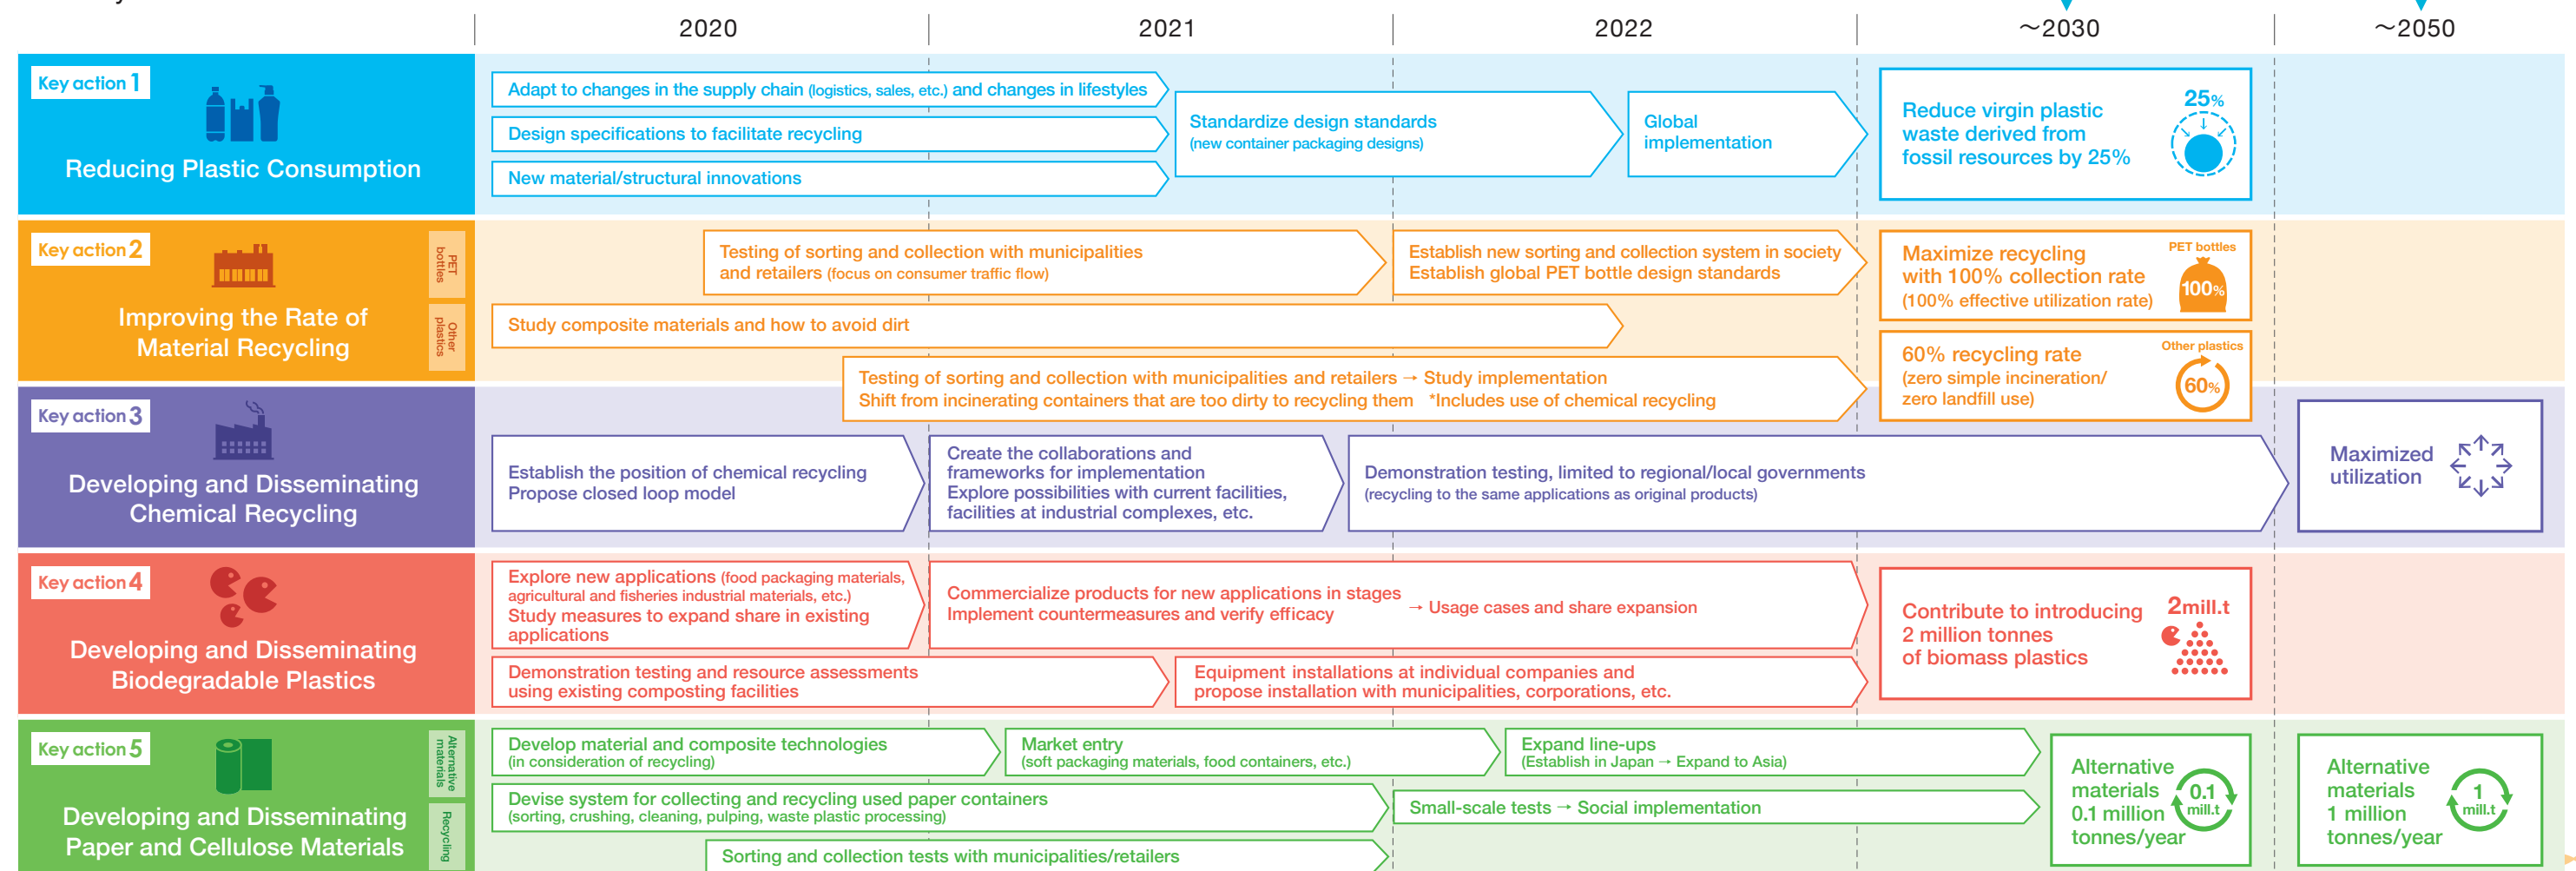 2020
2021
2022
～2030
～2050
Key action 1
Reducing Plastic Consumption
Adapt to changes in the supply chain (logistics, sales, etc.) and changes in lifestyles
Design specifications to facilitate recycling
New material/structural innovations
Standardize design standards
(new container packaging designs)
Global
implementation
Reduce virgin plastic
waste derived from
fossil resources by 25%
25%
Key action 2
Improving the Rate of
Material Recycling
PET
bottles
Other
plastics
Testing of sorting and collection with municipalities
and retailers (focus on consumer traffic flow)
Establish new sorting and collection system in society
Establish global PET bottle design standards
Maximize recycling
with 100% collection rate
(100% effective utilization rate)
PET bottles
100%
Study composite materials and how to avoid dirt
Testing of sorting and collection with municipalities and retailers → Study implementation
Shift from incinerating containers that are too dirty to recycling them *Includes use of chemical recycling
60% recycling rate
(zero simple incineration/
zero landfill use)
Other plastics
60%
Key action 3
Developing and Disseminating
Chemical Recycling
Establish the position of chemical recycling
Propose closed loop model
Create the collaborations and
frameworks for implementation
Explore possibilities with current facilities,
facilities at industrial complexes, etc.
Demonstration testing, limited to regional/local governments
(recycling to the same applications as original products)
Maximized
utilization
Key action 4
Developing and Disseminating
Biodegradable Plastics
Explore new applications (food packaging materials,
agricultural and fisheries industrial materials, etc.)
Study measures to expand share in existing
applications
Commercialize products for new applications in stages
Implement countermeasures and verify efficacy
→ Usage cases and share expansion
Demonstration testing and resource assessments
using existing composting facilities
Equipment installations at individual companies and
propose installation with municipalities, corporations, etc.
Contribute to introducing
2 million tonnes
of biomass plastics
2mill.t
Key action 5
Developing and Disseminating
Paper and Cellulose Materials
Alternative
materials
Recycling
Develop material and composite technologies
(in consideration of recycling)
Market entry
(soft packaging materials, food containers, etc.)
Expand line-ups
(Establish in Japan → Expand to Asia)
Devise system for collecting and recycling used paper containers
(sorting, crushing, cleaning, pulping, waste plastic processing)
Small-scale tests → Social implementation
Sorting and collection tests with municipalities/retailers
Alternative
materials
0.1 million
tonnes/year
0.1
mill.t
Alternative
materials
1 million
tonnes/year
1
mill.t